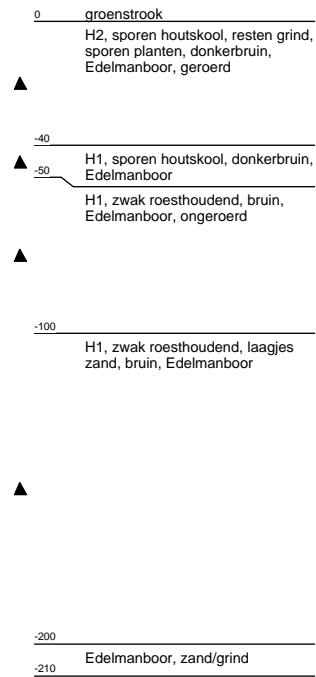 0 groenstrook
H2, sporen houtskool, resten grind,
sporen planten, donkerbruin,
Edelmanboor, geroerd
-40
H1, sporen houtskool, donkerbruin,
Edelmanboor
-50
H1, zwak roesthoudend, bruin,
Edelmanboor, ongeroerd
-100
H1, zwak roesthoudend, laagjes
zand, bruin, Edelmanboor
-200
Edelmanboor, zand/grind
-210